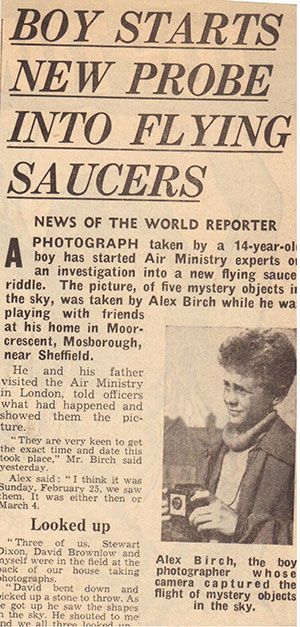 BOY STARTS
NEW PROBE
INTO FLYING
SAUCERS
NEWS OF THE WORLD REPORTER
A PHOTOGRAPH taken by a 14-year-ol
boy has started Air Ministry experts o
an investigation into a new flying sauce
riddle. The picture, of five mystery objects i
the sky, was taken by Alex Birch while he wa
playing with friends
at his home in Moor-
crescent, Mosborough,
near Sheffield.
He and his father
visited the Air Ministry
in London, told officers
what had happened and
showed them the pic-
ture.
"They are very keen to get
the exact time and date this
took place," Mr. Birch said
yesterday.
Alex said: "I think it was
Sunday, February 25, we saw
them. It was either then or
March 4.
Looked up
"Three of us, Stewart
Dixon, David Brownlow and
myself were in the field at the
back of our house taking
photographs.
"David bent down and
picked up a stone to throw. As
he got up he saw the shapes
in the sky. He shouted to me
and we all three looked up
Alex Birch, the boy
photographer whose
camera captured the
flight of mystery objects
in the sky.